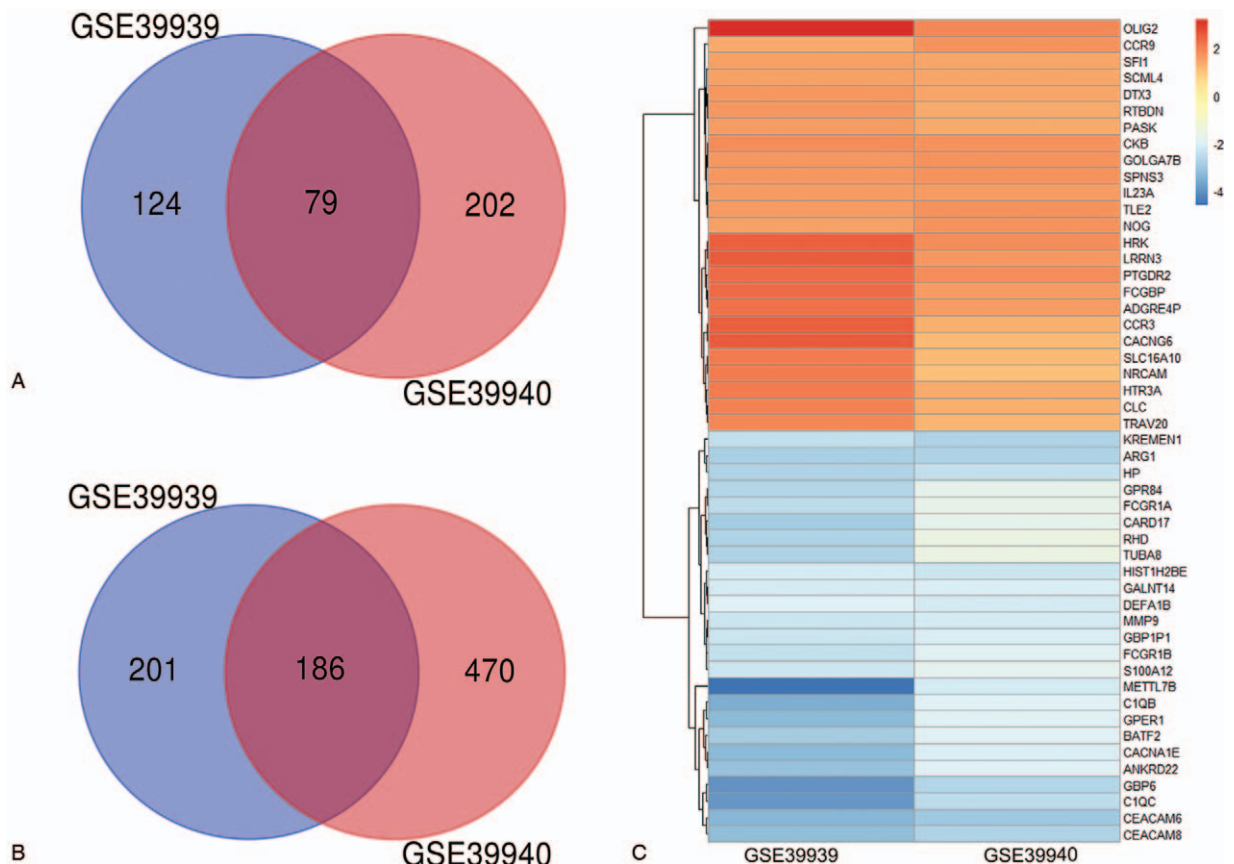 GSE39939
124
79
202
A
GSE39940
GSE39939
201
186
470
B
GSE39940
OLIG2
CCR9
SFI1
SCML4
DTX3
RTBDN
PASK
CKB
GOLGA7B
SPNS3
IL23A
TLE2
NOG
HRK
LRRN3
PTGDR2
FCGBP
ADGRE4P
CCR3
CACNG6
SLC16A10
NRCAM
HTR3A
CLC
TRAV20
KREMEN1
ARG1
HP
GPR84
FCGR1A
CARD17
RHD
TUBA8
HIST1H2BE
GALNT14
DEFA1B
MMP9
GBP1P1
FCGR1B
S100A12
METTL7B
C1QB
GPER1
BATF2
CACNA1E
ANKRD22
GBP6
C1QC
CEACAM6
CEACAM8
2
0
-2
-4
C
GSE39939
GSE39940